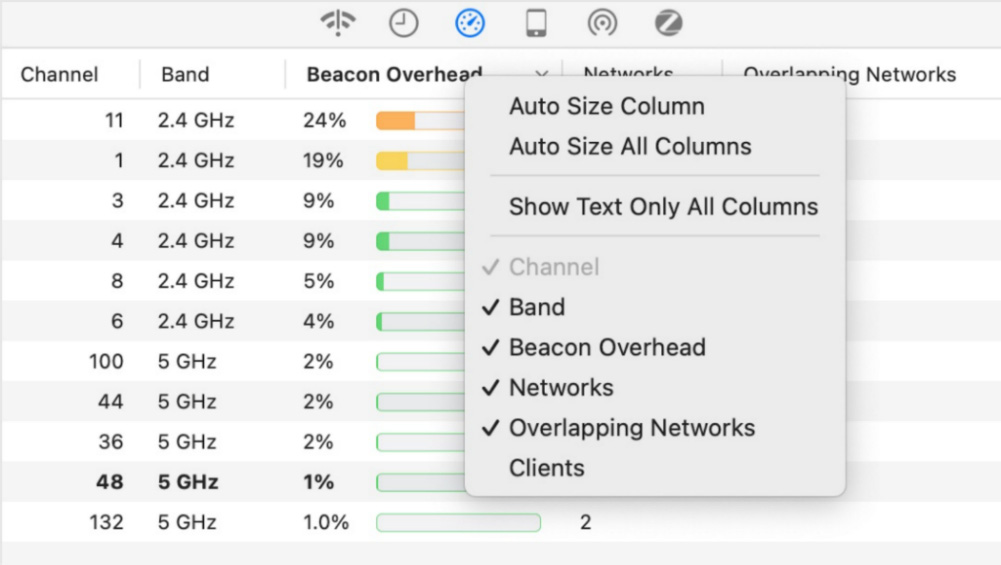 Channel Band Beacon Overhead Networks Overlapping Networks
11 2.4 GHz 24%
1 2.4 GHz 19%
3 2.4 GHz 9%
4 2.4 GHz 9%
8 2.4 GHz 5%
6 2.4 GHz 4%
100 5 GHz 2%
44 5 GHz 2%
36 5 GHz 2%
48 5 GHz 1%
132 5 GHz 1.0% 2
Auto Size Column
Auto Size All Columns
Show Text Only All Columns
Channel
Band
Beacon Overhead
Networks
Overlapping Networks
Clients